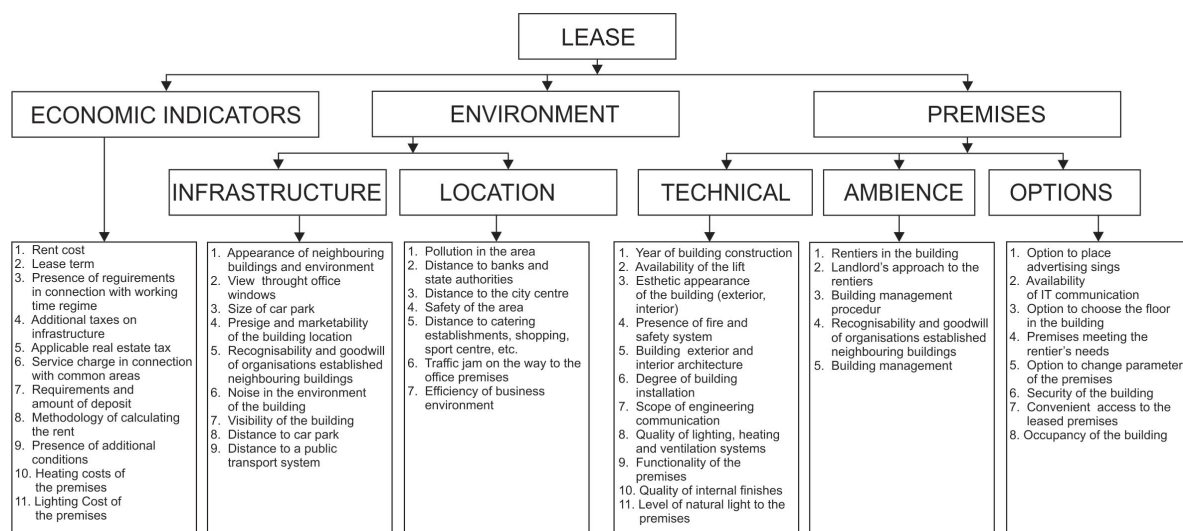 LEASE
ECONOMIC INDICATORS
ENVIRONMENT
PREMISES
INFRASTRUCTURE
LOCATION
TECHNICAL
AMBIENCE
OPTIONS
1. Rent cost
2. Lease term
3. Presence of reguirements
in connection with working
time regime
4. Additional taxes on
infrastructure
5. Applicable real estate tax
6. Service charge in connection
with common areas
7. Requirements and
amount of deposit
8. Methodology of calculating
the rent
9. Presence of additional
conditions
10. Heating costs of
the premises
11. Lighting Cost of
the premises
1. Appearance of neighbouring
buildings and environment
2. View throught office
windows
3. Size of car park
4. Presige and marketability
of the building location
5. Recognisability and goodwill
of organisations established
neighbouring buildings
6. Noise in the environment
of the building
7. Visibility of the building
8. Distance to car park
9. Distance to a public
transport system
1. Pollution in the area
2. Distance to banks and
state authorities
3. Distance to the city centre
4. Safety of the area
5. Distance to catering
establishments, shopping,
sport centre, etc.
6. Traffic jam on the way to the
office premises
7. Efficiency of business
environment
1. Year of building construction
2. Availability of the lift
3. Esthetic appearance
of the building (exterior,
interior)
4. Presence of fire and
safety system
5. Building exterior and
interior architecture
6. Degree of building
installation
7. Scope of engineering
communication
8. Quality of lighting, heating
and ventilation systems
9. Functionality of the
premises
10. Quality of internal finishes
11. Level of natural light to the
premises
1. Rentiers in the building
2. Landlord's approach to the
rentiers
3. Building management
procedur
4. Recognisability and goodwill
of organisations established
neighbouring buildings
5. Building management
1. Option to place
advertising sings
2. Availability
of IT communication
3. Option to choose the floor
in the building
4. Premises meeting the
rentier's needs
5. Option to change parameter
of the premises
6. Security of the building
7. Convenient access to the
leased premises
8. Occupancy of the building